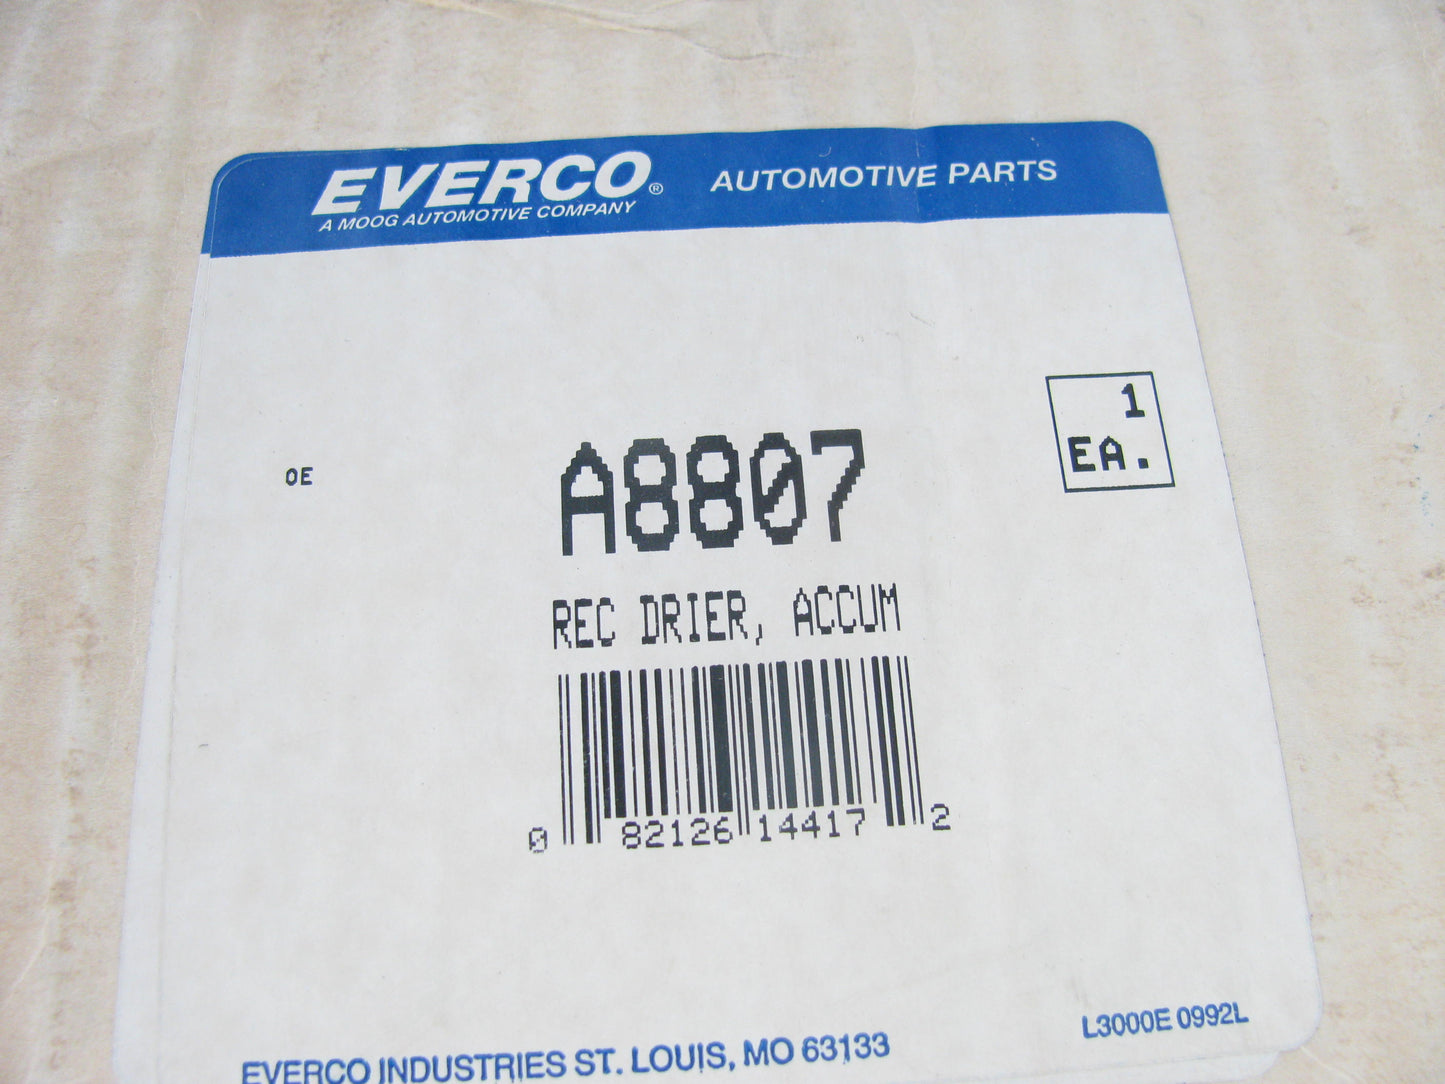 EVERCO®
A MOOG AUTOMOTIVE COMPANY
AUTOMOTIVE PARTS
1
EA.
OE
A8807
REC DRIER, ACCUM
0 82126 14417 2
L3000E 0992L
EVERCO INDUSTRIES ST. LOUIS, MO 63133